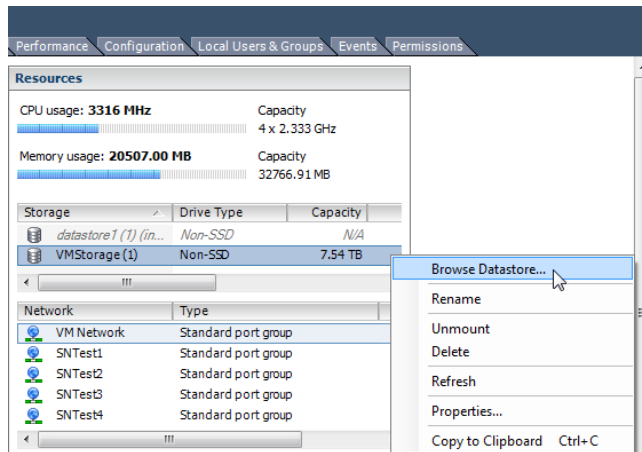 Performance Configuration Local Users & Groups Events Permissions
Resources
CPU usage: 3316 MHz Capacity
4 x 2.333 GHz
Memory usage: 20507.00 MB Capacity
32766.91 MB
Storage Drive Type Capacity
datastore1 (1) (in... Non-SSD N/A
VMStorage (1) Non-SSD 7.54 TB
Browse Datastore...
Rename
Unmount
Delete
Refresh
Properties...
Copy to Clipboard Ctrl+C
Network Type
VM Network Standard port group
SNTest1 Standard port group
SNTest2 Standard port group
SNTest3 Standard port group
SNTest4 Standard port group